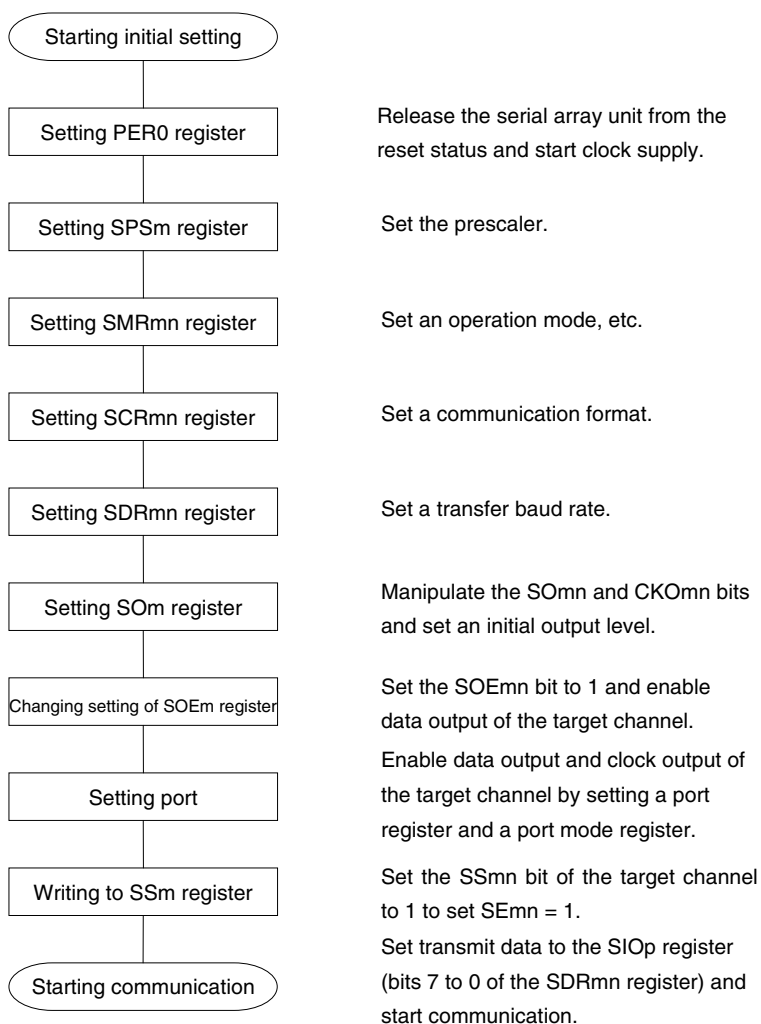 Starting initial setting
Setting PER0 register
Release the serial array unit from the
reset status and start clock supply.
Setting SPSm register
Set the prescaler.
Setting SMRmn register
Set an operation mode, etc.
Setting SCRmn register
Set a communication format.
Setting SDRmn register
Set a transfer baud rate.
Setting SOm register
Manipulate the SOmn and CKOmn bits
and set an initial output level.
Changing setting of SOEm register
Set the SOEmn bit to 1 and enable
data output of the target channel.
Setting port
Enable data output and clock output of
the target channel by setting a port
register and a port mode register.
Writing to SSm register
Set the SSmn bit of the target channel
to 1 to set SEmn = 1.
Starting communication
Set transmit data to the SIOp register
(bits 7 to 0 of the SDRmn register) and
start communication.